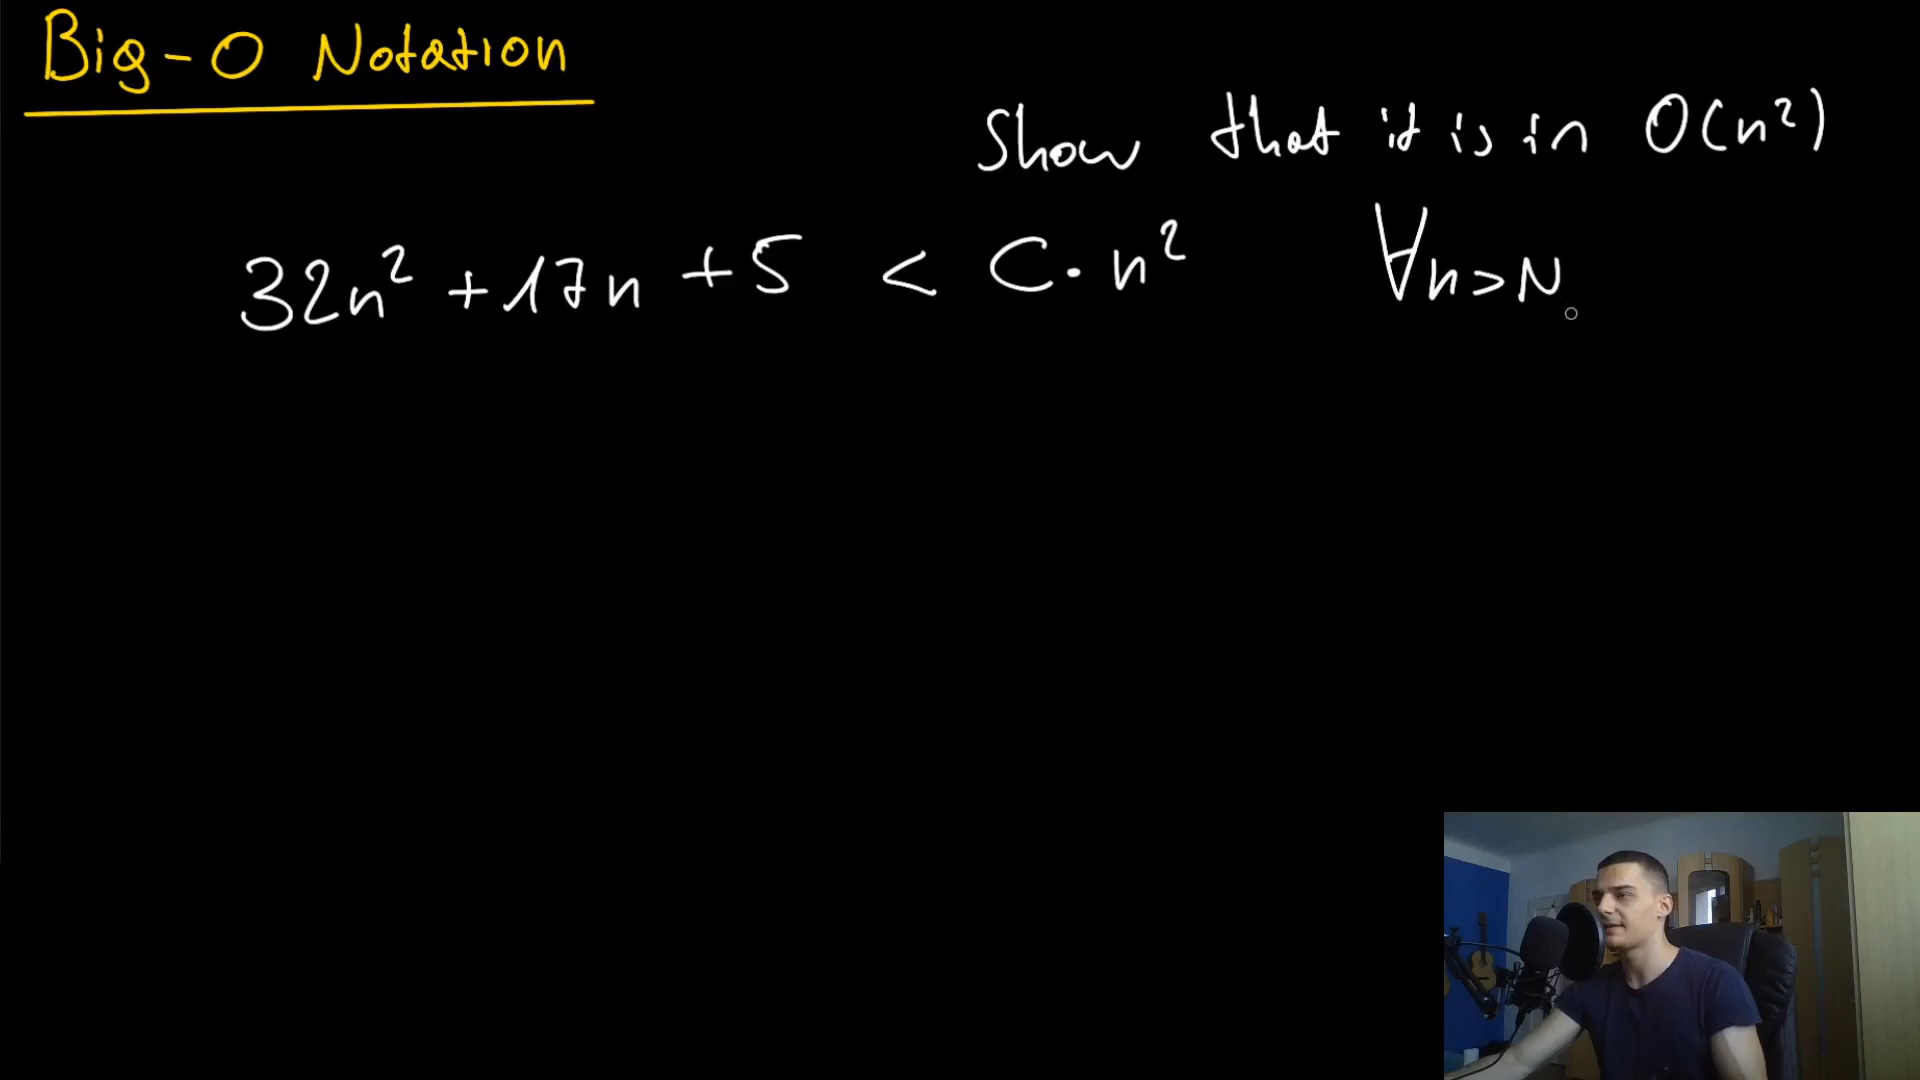 Big-O Notation
Show that it is in O(n²)
32n² + 17n + 5 < C · n² ∀n > N